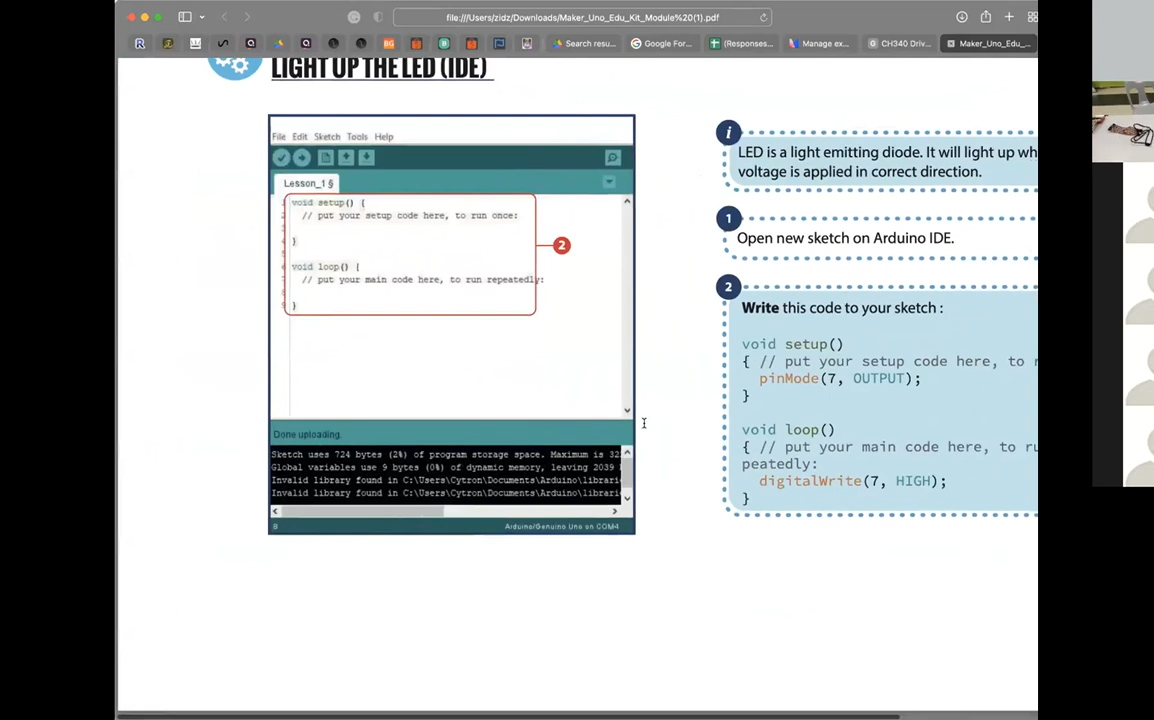 file:///Users/zidz/Downloads/Maker_Uno_Edu_Kit_Module%20(1).pdf
Search resu...
Google For...
(Responses...
Manage ex...
CH340 Driv...
Maker_Uno_Edu_...
LIGHT UP THE LED (IDE)
File Edit Sketch Tools Help
Lesson_1 §
void setup() {
// put your setup code here, to run once:
}
void loop() {
// put your main code here, to run repeatedly:
}
2
Done uploading.
Sketch uses 724 bytes (2%) of program storage space. Maximum is 32
Global variables use 9 bytes (0%) of dynamic memory, leaving 2039
Invalid library found in C:\Users\Cytron\Documents\Arduino\librari
Invalid library found in C:\Users\Cytron\Documents\Arduino\librari
8 Arduino/Genuino Uno on COM4
i
LED is a light emitting diode. It will light up wh
voltage is applied in correct direction.
1
Open new sketch on Arduino IDE.
2
Write this code to your sketch :
void setup()
{ // put your setup code here, to r
pinMode(7, OUTPUT);
}
void loop()
{ // put your main code here, to ru
peatedly:
digitalWrite(7, HIGH);
}